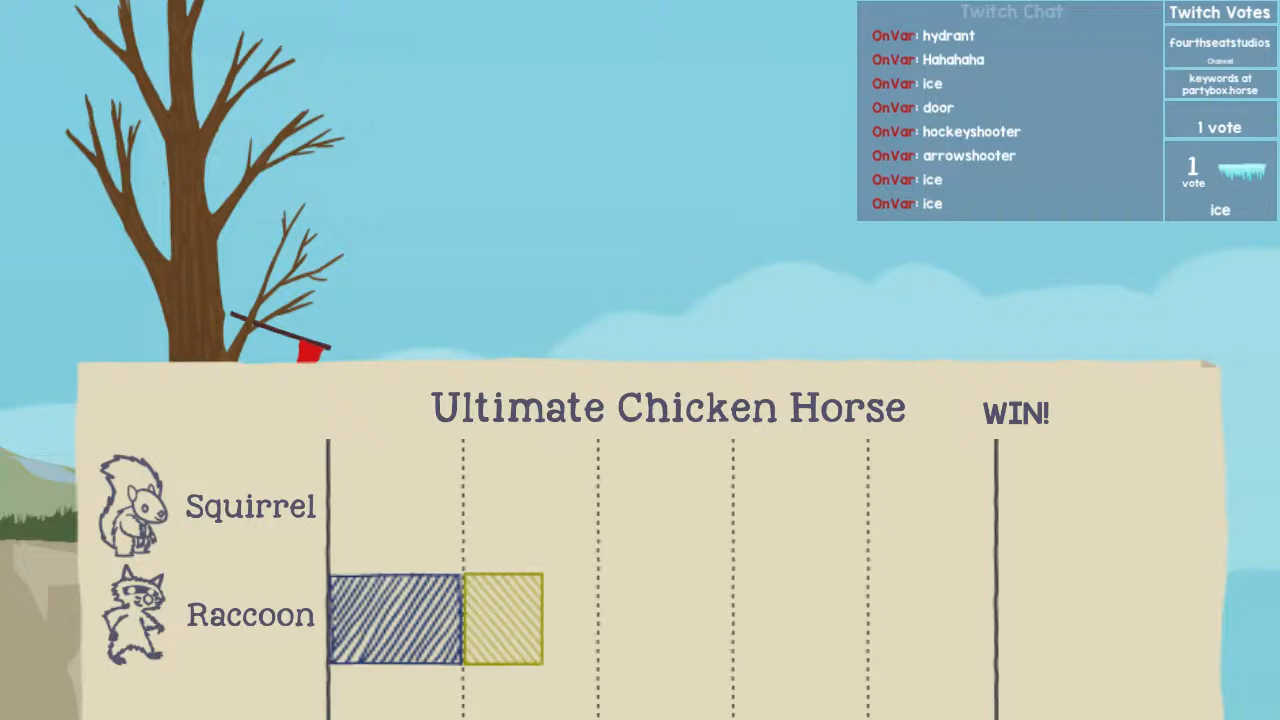 Twitch Chat
OnVar: hydrant
OnVar: Hahahaha
OnVar: ice
OnVar: door
OnVar: hockeyshooter
OnVar: arrowshooter
OnVar: ice
OnVar: ice
Twitch Votes
fourthseatstudios
Channel
keywords at
partybox.horse
1 vote
1
vote
ice
Ultimate Chicken Horse
WIN!
Squirrel
Raccoon